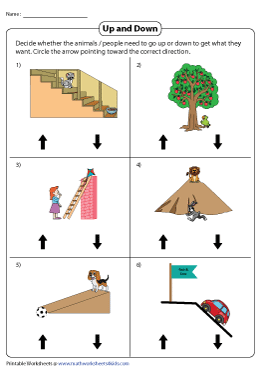 Name :
Up and Down
Decide whether the animals / people need to go up or down to get what they
want. Circle the arrow pointing toward the correct direction.
1)
2)
3)
4)
5)
6)
Printable Worksheets @ www.mathworksheets4kids.com